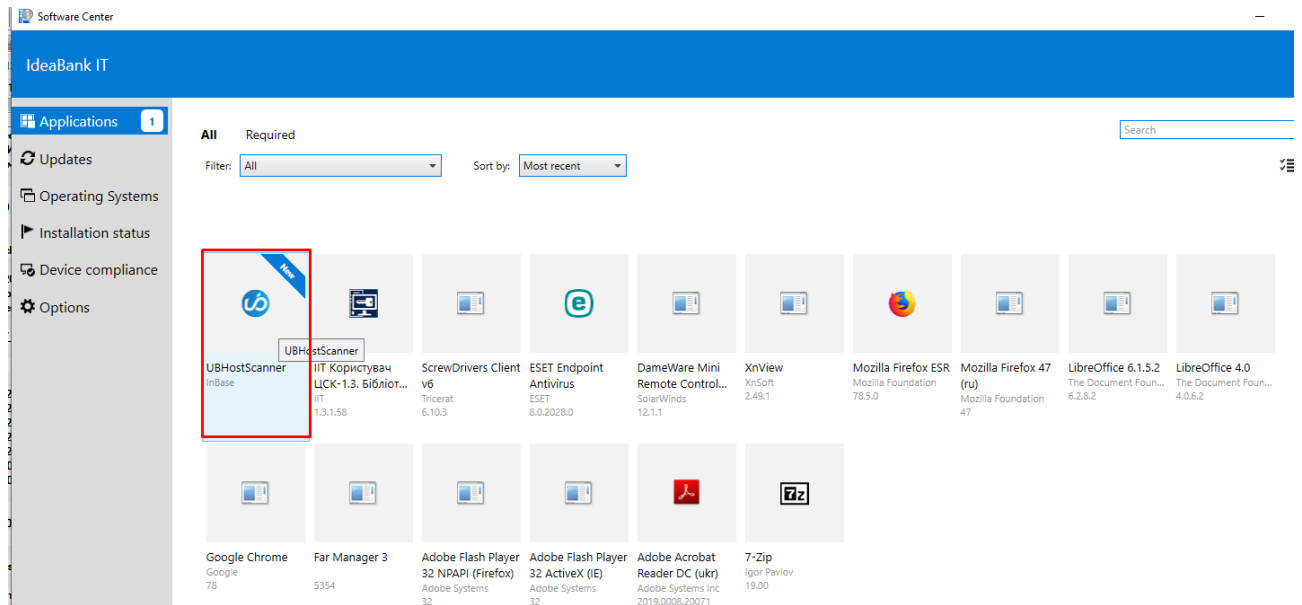 Software Center
IdeaBank IT
Applications 1
Updates
Operating Systems
Installation status
Device compliance
Options
All Required
Search
Filter: All Sort by: Most recent
New
UBHostScanner
UBHostScanner
InBase
IIT Користувач
ЦСК-1.3. Бібліот...
IIT
1.3.1.58
ScrewDrivers Client
v6
Tricerat
6.10.3
ESET Endpoint
Antivirus
ESET
8.0.2028.0
DameWare Mini
Remote Control...
SolarWinds
12.1.1
XnView
XnSoft
2.49.1
Mozilla Firefox ESR
Mozilla Foundation
78.5.0
Mozilla Firefox 47
(ru)
Mozilla Foundation
47
LibreOffice 6.1.5.2
The Document Foun...
6.2.8.2
LibreOffice 4.0
The Document Foun...
4.0.6.2
Google Chrome
Google
78
Far Manager 3
5354
Adobe Flash Player
32 NPAPI (Firefox)
Adobe Systems
32
Adobe Flash Player
32 ActiveX (IE)
Adobe Systems
32
Adobe Acrobat
Reader DC (ukr)
Adobe Systems Inc
2019.0008.20071
7z
7-Zip
Igor Pavlov
19.00